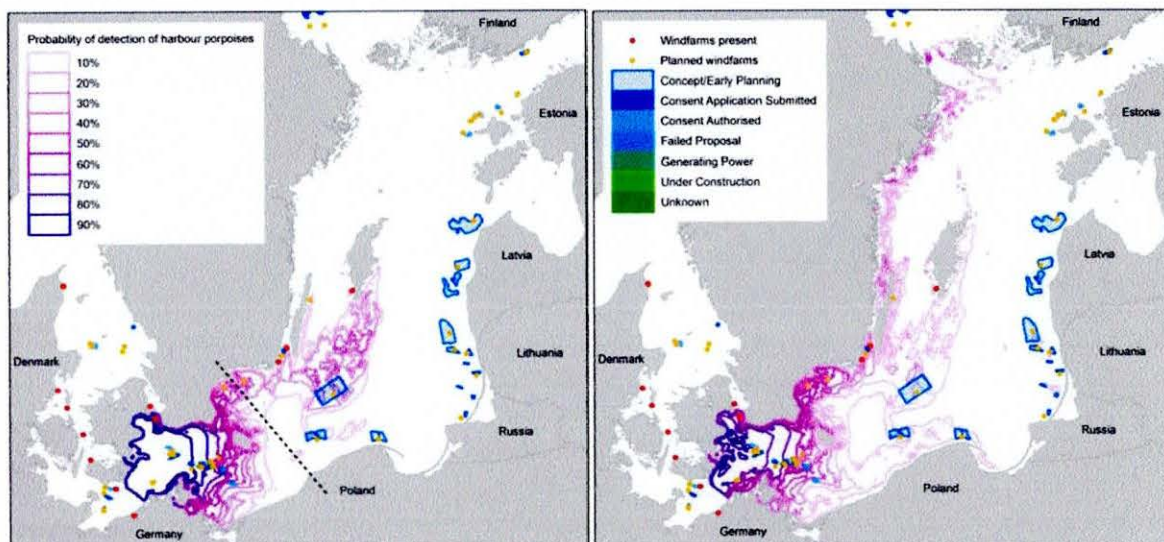 Probability of detection of harbour porpoises
10%
20%
30%
40%
50%
60%
70%
80%
90%
Finland
Estonia
Latvia
Lithuania
Russia
Poland
Germany
Denmark
Windfarms present
Planned windfarms
Concept/Early Planning
Consent Application Submitted
Consent Authorised
Failed Proposal
Generating Power
Under Construction
Unknown
Finland
Estonia
Latvia
Lithuania
Russia
Poland
Germany
Denmark